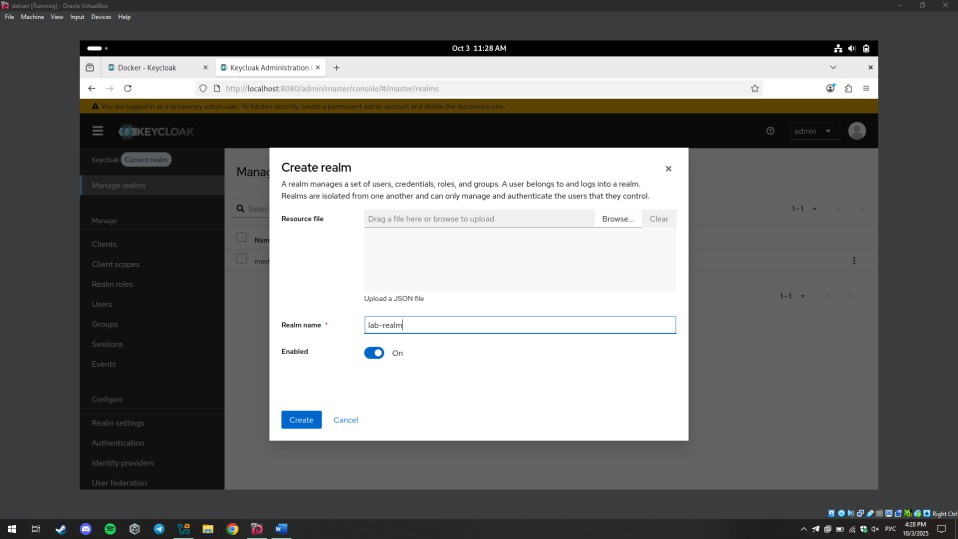 debian [Running] - Oracle VirtualBox
File Machine View Input Devices Help
Oct 3 11:28 AM
Docker - Keycloak
Keycloak Administration
http://localhost:8080/admin/master/console/#/master/realms
You are logged in as a temporary admin user. To harden security, create a permanent admin account and delete the temporary one.
KEYCLOAK
admin
Keycloak Current realm
Manage realms
Manage
Clients
Client scopes
Realm roles
Users
Groups
Sessions
Events
Configure
Realm settings
Authentication
Identity providers
User federation
1-1
1-1
Create realm
A realm manages a set of users, credentials, roles, and groups. A user belongs to and logs into a realm.
Realms are isolated from one another and can only manage and authenticate the users that they control.
Resource file
Drag a file here or browse to upload
Browse...
Clear
Upload a JSON file
Realm name *
lab-realm
Enabled
On
Create
Cancel
Right Ctrl
РУС
4:28 PM
10/3/2025